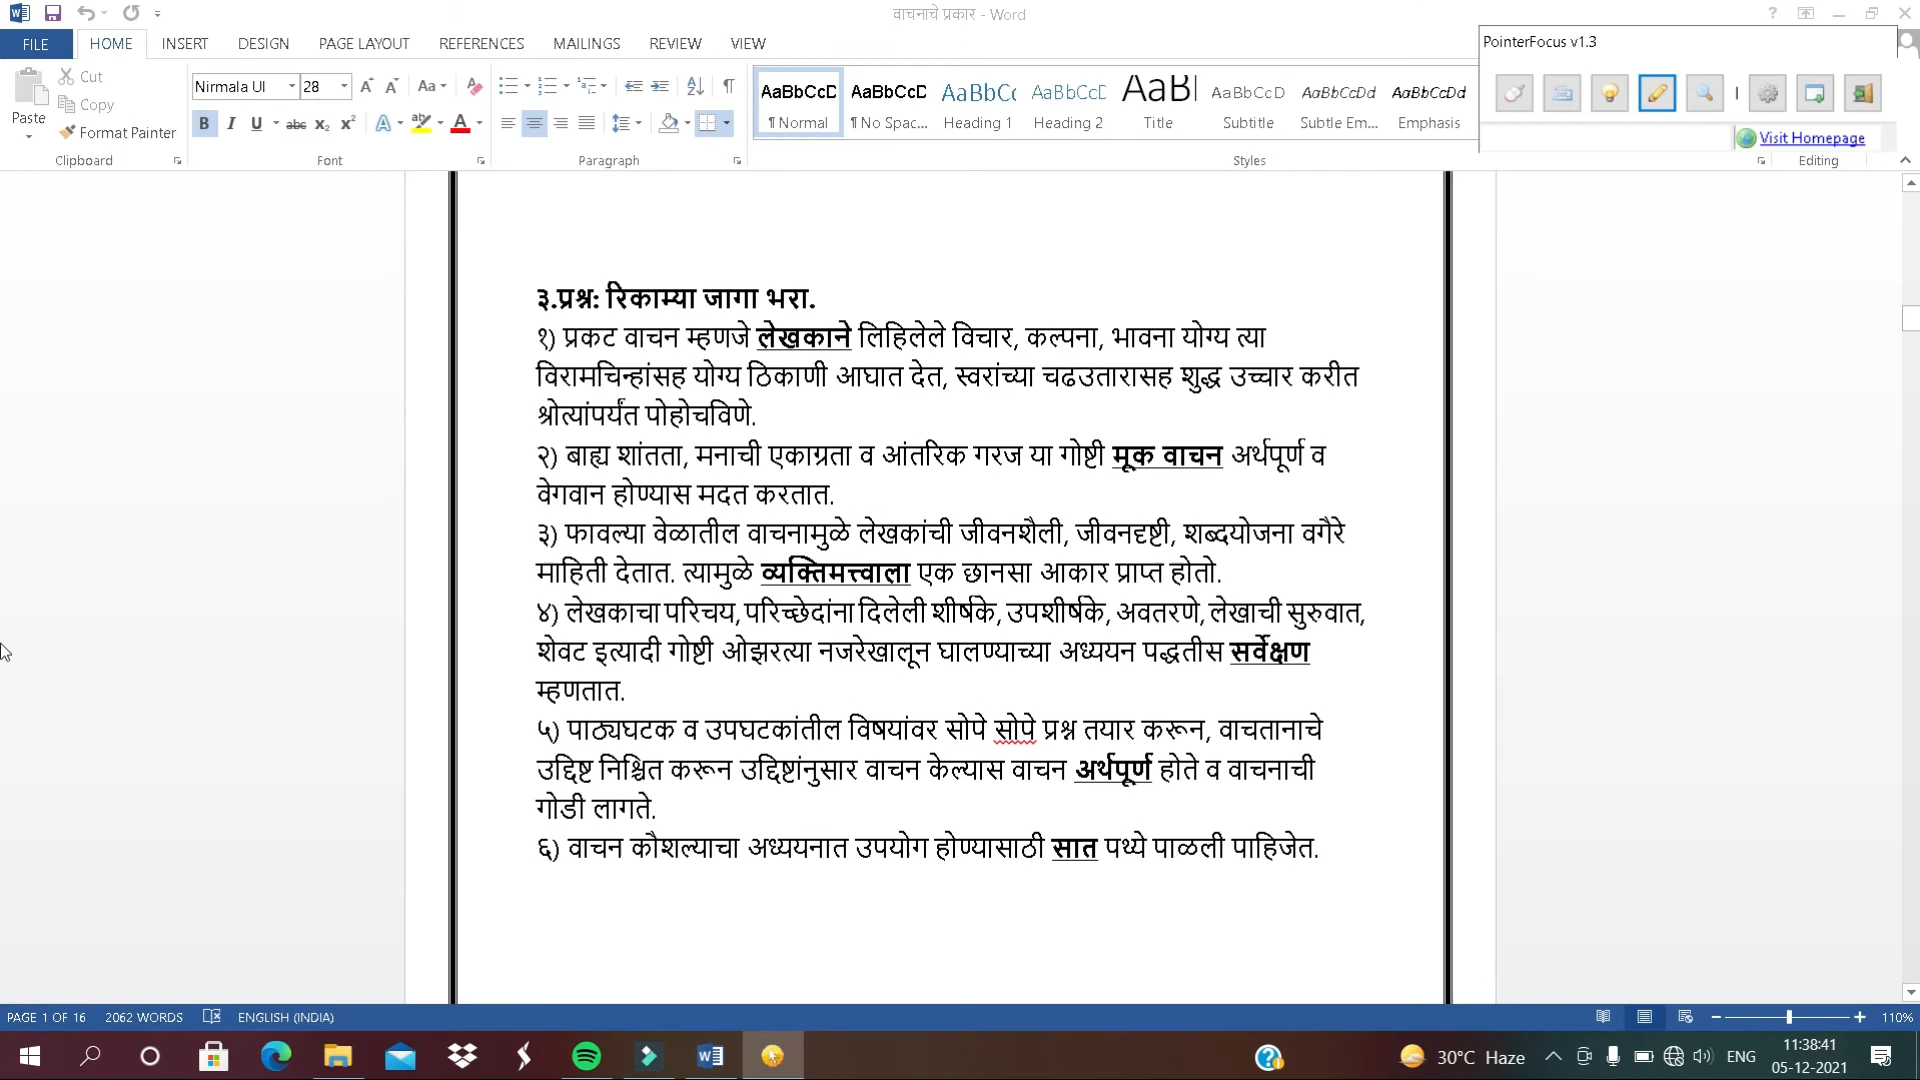 वाचनाचे प्रकार - Word
FILE HOME INSERT DESIGN PAGE LAYOUT REFERENCES MAILINGS REVIEW VIEW
PointerFocus v1.3
Cut
Copy
Paste
Format Painter
Nirmala UI 28
AaBbCcD AaBbCcD AaBbCc AaBbCcD AaBl AaBbCcD AaBbCcDd AaBbCcDd
¶ Normal ¶ No Spac... Heading 1 Heading 2 Title Subtitle Subtle Em... Emphasis
Visit Homepage
Clipboard Font Paragraph Styles Editing
३.प्रश्न: रिकाम्या जागा भरा.
१) प्रकट वाचन म्हणजे लेखकाने लिहिलेले विचार, कल्पना, भावना योग्य त्या
विरामचिन्हांसह योग्य ठिकाणी आघात देत, स्वरांच्या चढउतारासह शुद्ध उच्चार करीत
श्रोत्यांपर्यंत पोहोचविणे.
२) बाह्य शांतता, मनाची एकाग्रता व आंतरिक गरज या गोष्टी मूक वाचन अर्थपूर्ण व
वेगवान होण्यास मदत करतात.
३) फावल्या वेळातील वाचनामुळे लेखकांची जीवनशैली, जीवनदृष्टी, शब्दयोजना वगैरे
माहिती देतात. त्यामुळे व्यक्तिमत्त्वाला एक छानसा आकार प्राप्त होतो.
४) लेखकाचा परिचय, परिच्छेदांना दिलेली शीर्षके, उपशीर्षके, अवतरणे, लेखाची सुरुवात,
शेवट इत्यादी गोष्टी ओझरत्या नजरेखालून घालण्याच्या अध्ययन पद्धतीस सर्वेक्षण
म्हणतात.
५) पाठ्यघटक व उपघटकांतील विषयांवर सोपे सोपे प्रश्न तयार करून, वाचतानाचे
उद्दिष्ट निश्चित करून उद्दिष्टांनुसार वाचन केल्यास वाचन अर्थपूर्ण होते व वाचनाची
गोडी लागते.
६) वाचन कौशल्याचा अध्ययनात उपयोग होण्यासाठी सात पथ्ये पाळली पाहिजेत.
PAGE 1 OF 16 2062 WORDS ENGLISH (INDIA) 110%
30°C Haze ENG 11:38:41
05-12-2021